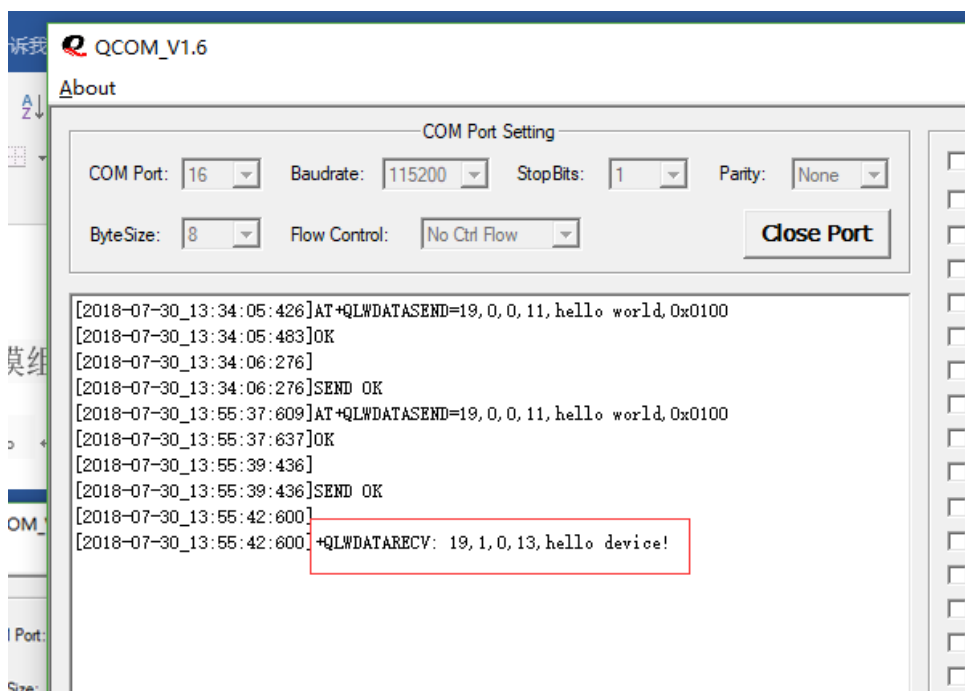 诉我
QCOM_V1.6
About
COM Port Setting
COM Port: 16 Baudrate: 115200 StopBits: 1 Parity: None
ByteSize: 8 Flow Control: No Ctrl Flow Close Port
[2018-07-30_13:34:05:426]AT+QLWDATASEND=19,0,0,11,hello world,0x0100
[2018-07-30_13:34:05:483]OK
[2018-07-30_13:34:06:276]
[2018-07-30_13:34:06:276]SEND OK
[2018-07-30_13:55:37:609]AT+QLWDATASEND=19,0,0,11,hello world,0x0100
[2018-07-30_13:55:37:637]OK
[2018-07-30_13:55:39:436]
[2018-07-30_13:55:39:436]SEND OK
[2018-07-30_13:55:42:600]
[2018-07-30_13:55:42:600]+QLWDATARECV: 19,1,0,13,hello device!
AZ
模组
OM_
Port:
Size: